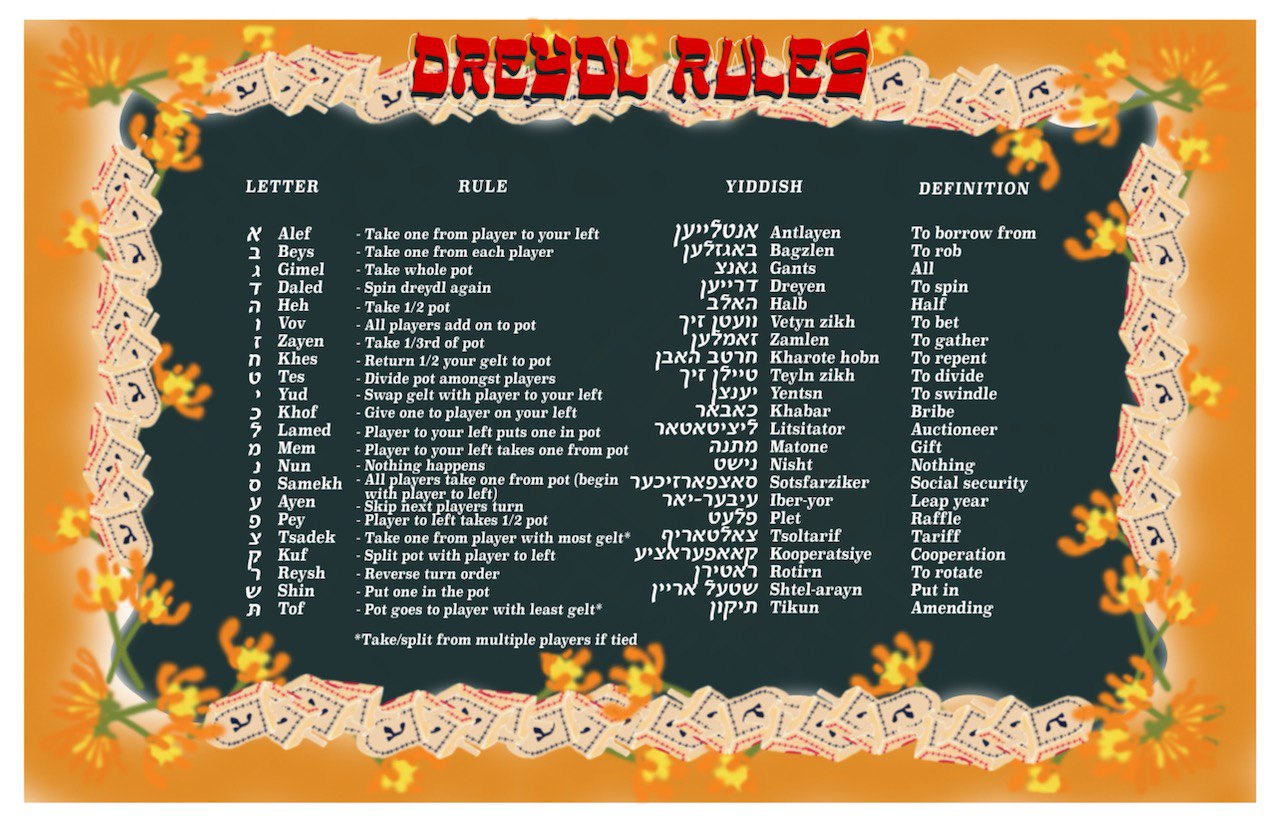 DREYDL RULES
LETTER RULE YIDDISH DEFINITION
א Alef - Take one from player to your left אנטלייען Antlayen To borrow from
ב Beys - Take one from each player באגזלען Bagzlen To rob
ג Gimel - Take whole pot גאנצ Gants All
ד Daled - Spin dreydl again דרייען Dreyen To spin
ה Heh - Take 1/2 pot האלב Halb Half
ו Vov - All players add on to pot וועטן זיך Vetyn zikh To bet
ז Zayen - Take 1/3rd of pot זאמלען Zamlen To gather
ח Khes - Return 1/2 your gelt to pot חרטב האבן Kharote hobn To repent
ט Tes - Divide pot amongst players טיילן זיך Teyln zikh To divide
י Yud - Swap gelt with player to your left יענצן Yentsn To swindle
כ Khof - Give one to player on your left כאבאר Khabar Bribe
ל Lamed - Player to your left puts one in pot ליציטאטאר Litsitator Auctioneer
מ Mem - Player to your left takes one from pot מתנה Matone Gift
נ Nun - Nothing happens נישט Nisht Nothing
ס Samekh - All players take one from pot (begin with player to left) סאצפארזיכער Sotsfarziker Social security
ע Ayen - Skip next players turn עיבער-יאר Iber-yor Leap year
פ Pey - Player to left takes 1/2 pot פלעט Plet Raffle
צ Tsadek - Take one from player with most gelt* צאלטאריף Tsoltarif Tariff
ק Kuf - Split pot with player to left קאאפעראציע Kooperatsiye Cooperation
ר Reysh - Reverse turn order ראטירן Rotirn To rotate
ש Shin - Put one in the pot שטעל אריין Shtel-arayn Put in
ת Tof - Pot goes to player with least gelt* תיקון Tikun Amending
*Take/split from multiple players if tied